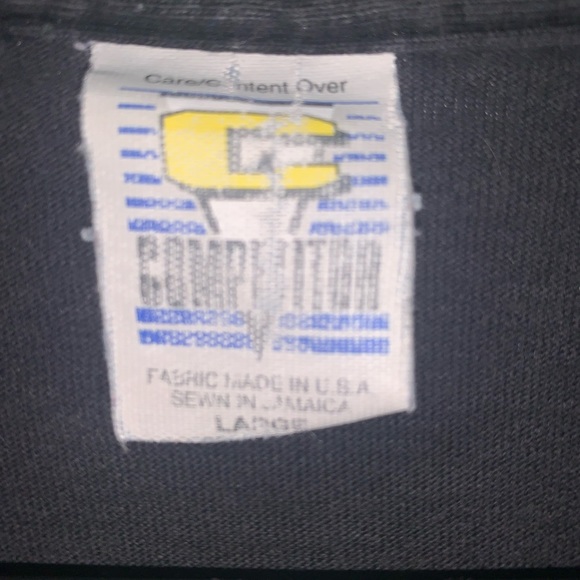 Care/Content Over
C
COMPETITOR
FABRIC MADE IN U.S.A
SEWN IN JAMAICA
LARGE